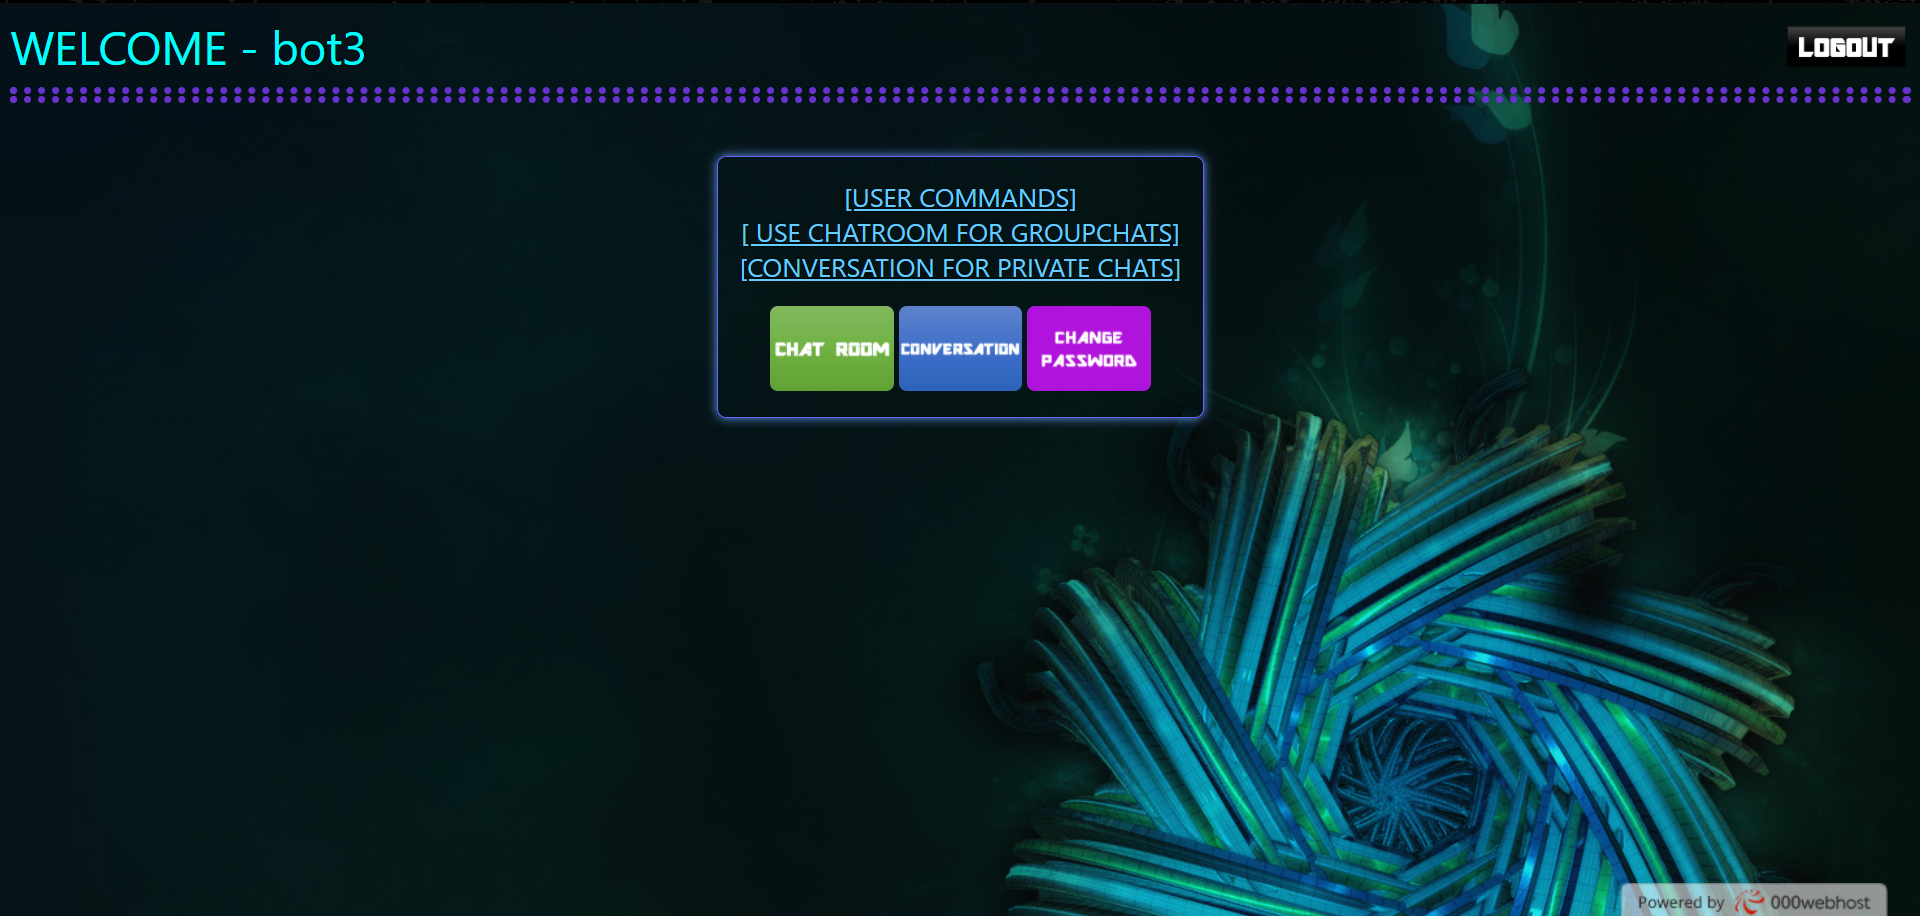 WELCOME - bot3
LOGOUT
[USER COMMANDS]
[ USE CHATROOM FOR GROUPCHATS]
[CONVERSATION FOR PRIVATE CHATS]
CHAT ROOM
CONVERSATION
CHANGE
PASSWORD
Powered by 000webhost